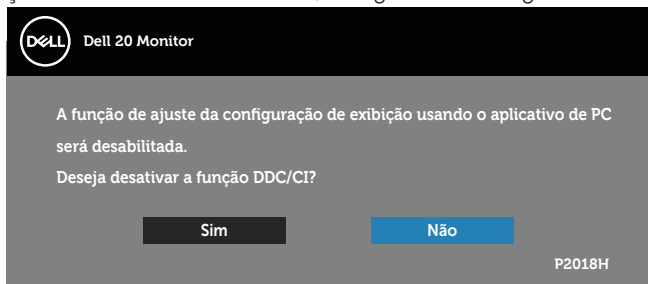 DELL
Dell 20 Monitor
A função de ajuste da configuração de exibição usando o aplicativo de PC
será desabilitada.
Deseja desativar a função DDC/CI?
Sim
Não
P2018H